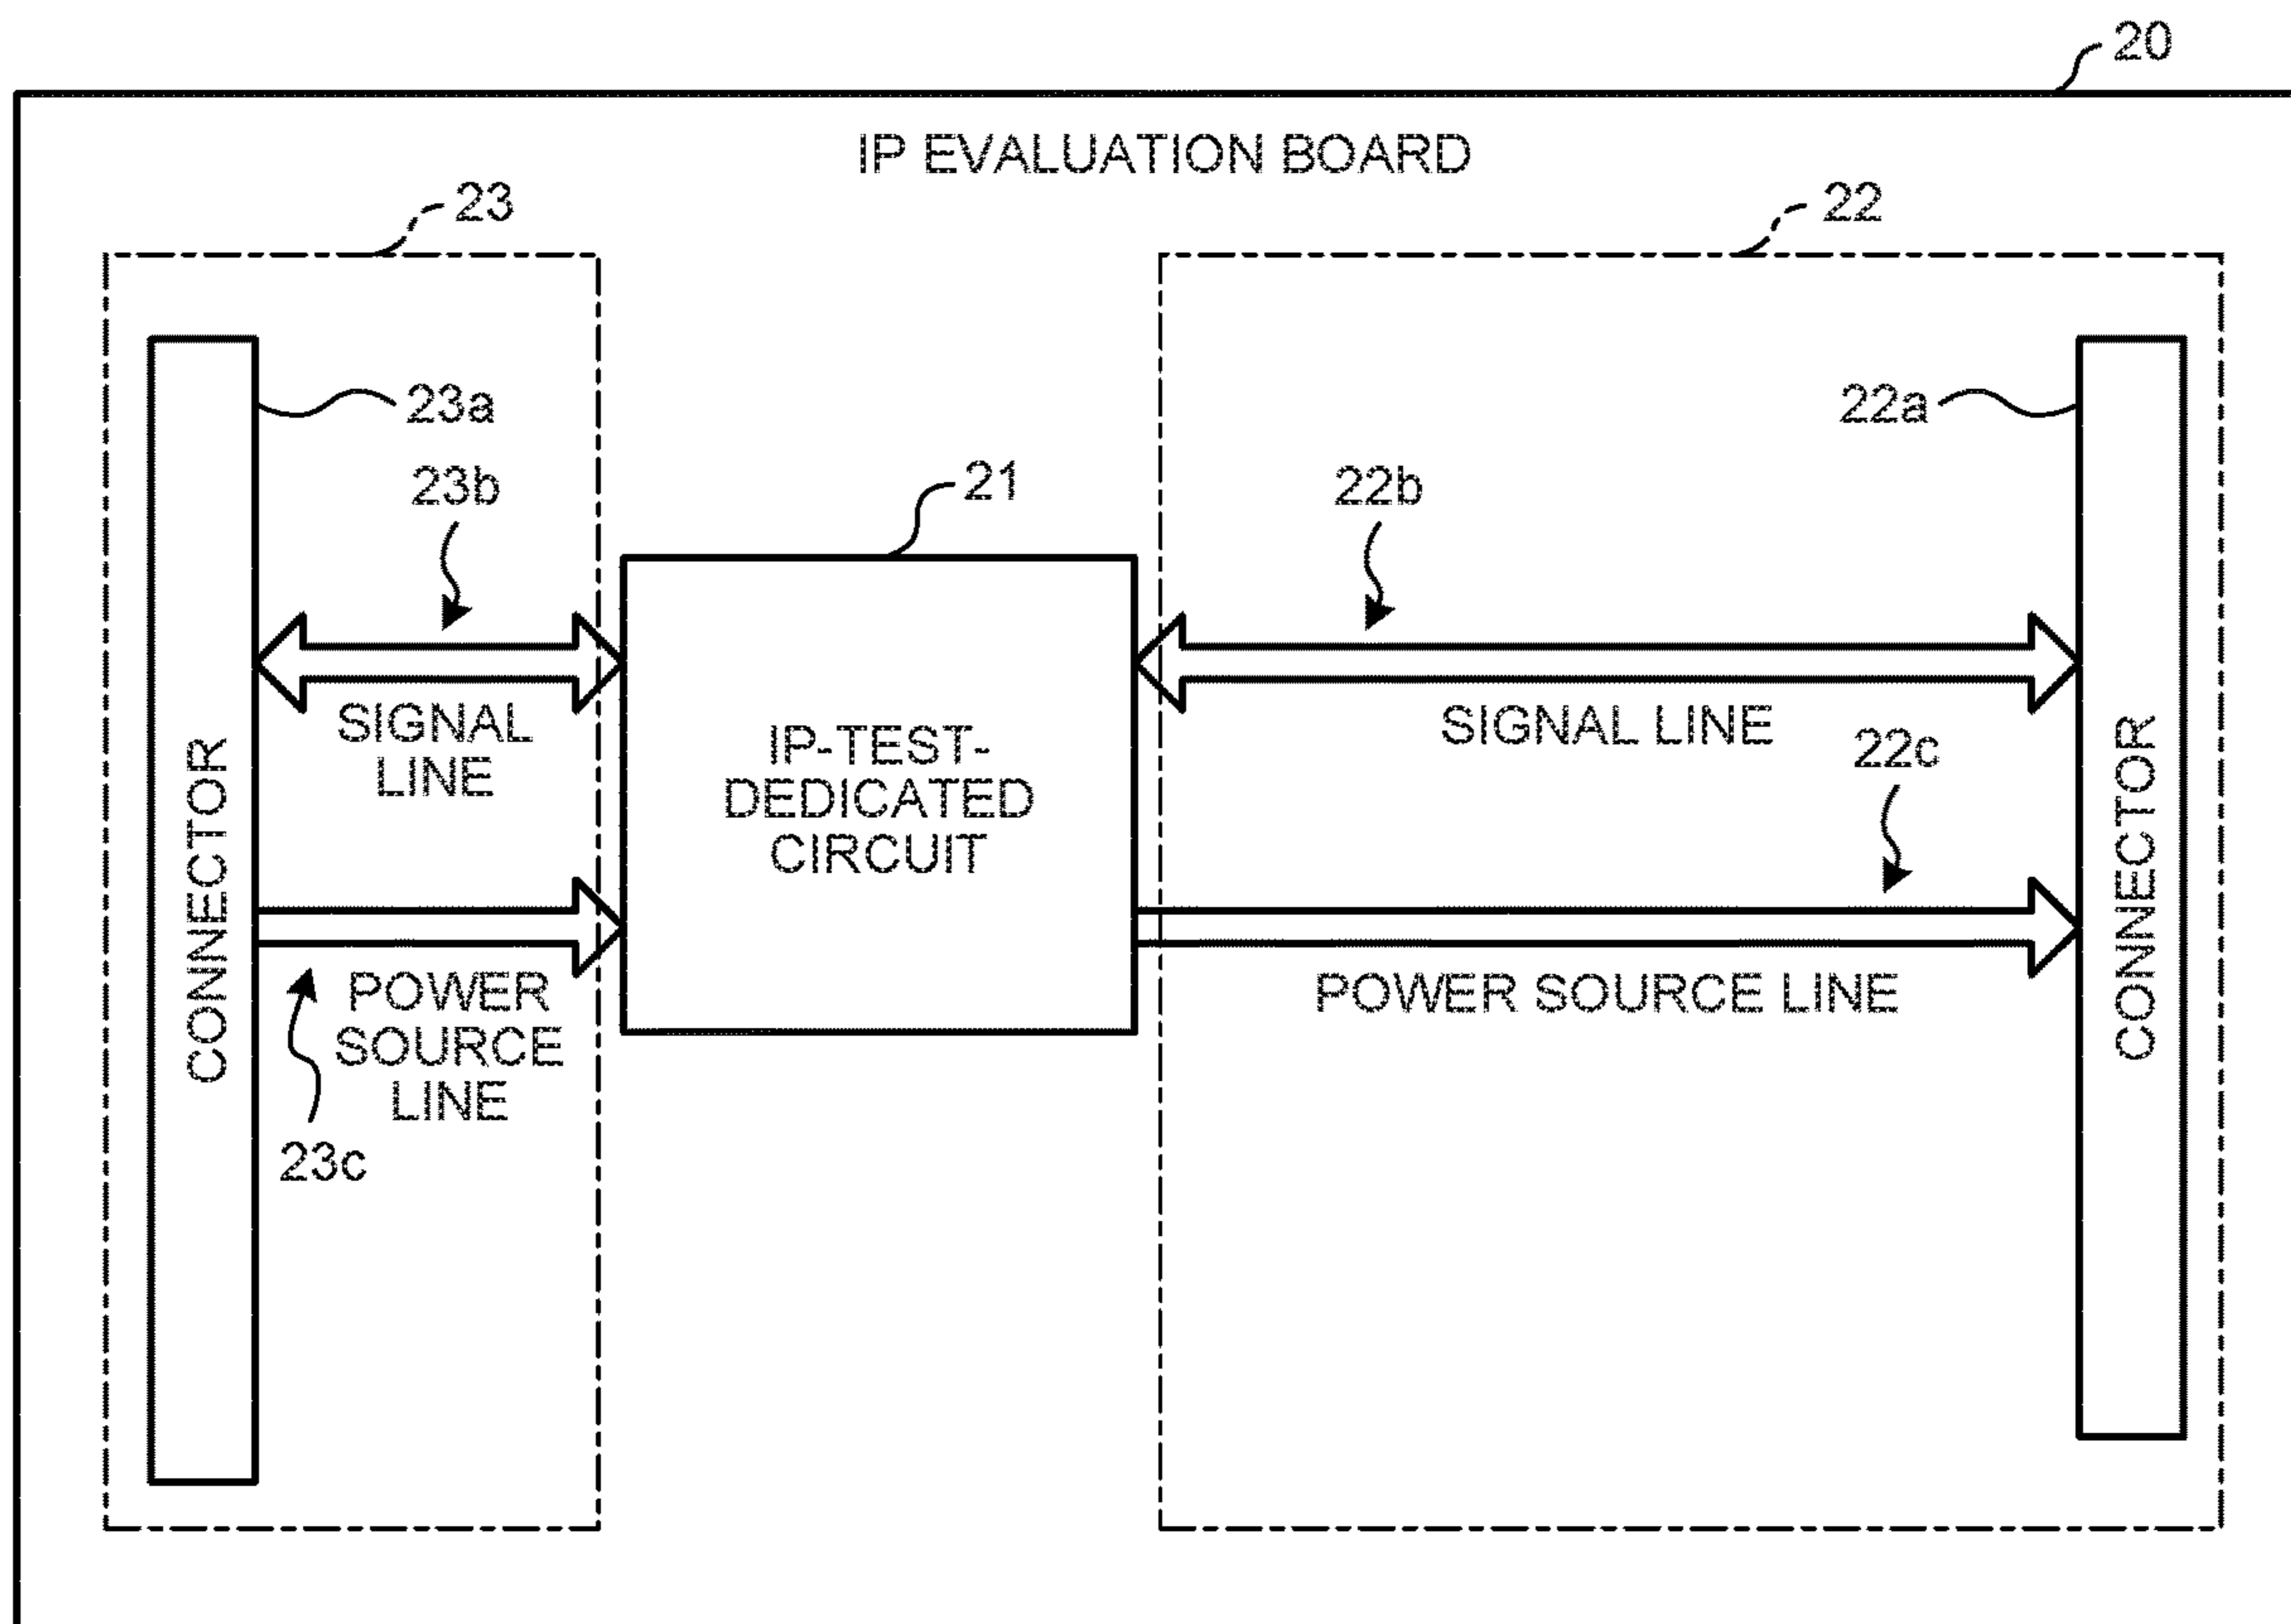 20
IP EVALUATION BOARD
23
22
23a
22a
23b
21
22b
SIGNAL
LINE
IP-TEST-
DEDICATED
CIRCUIT
SIGNAL LINE
22c
CONNECTOR
CONNECTOR
POWER
SOURCE
LINE
POWER SOURCE LINE
23c